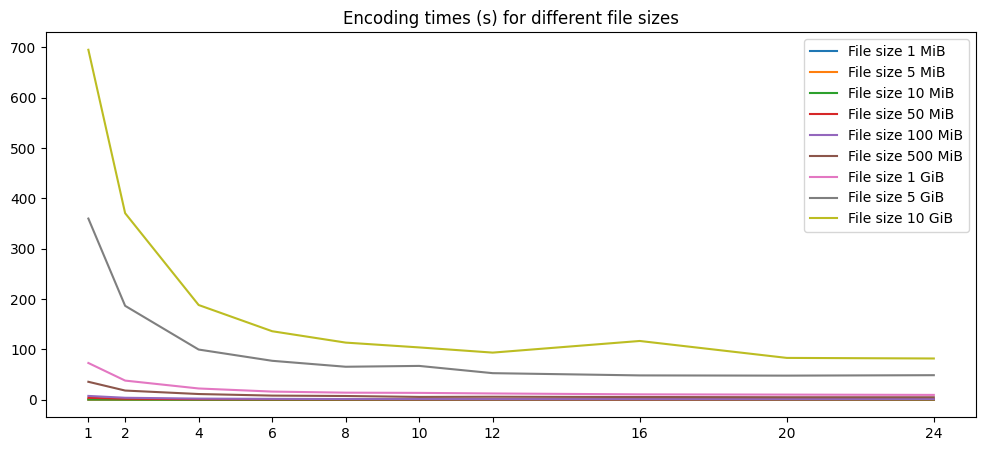 Encoding times (s) for different file sizes
700
600
500
400
300
200
100
0
1 2 4 6 8 10 12 16 20 24
File size 1 MiB
File size 5 MiB
File size 10 MiB
File size 50 MiB
File size 100 MiB
File size 500 MiB
File size 1 GiB
File size 5 GiB
File size 10 GiB